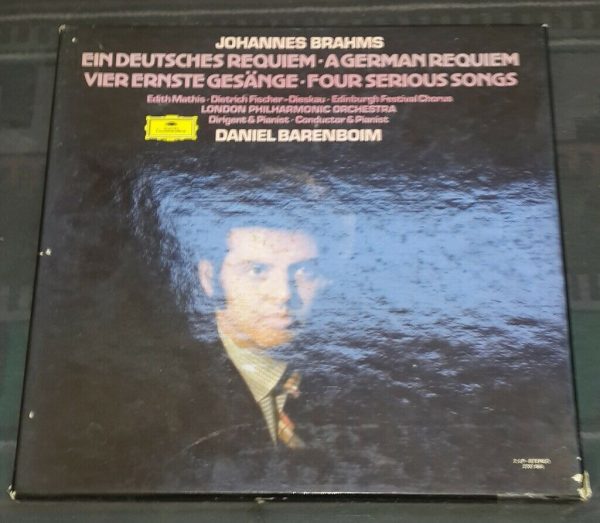 JOHANNES BRAHMS
EIN DEUTSCHES REQUIEM · A GERMAN REQUIEM
VIER ERNSTE GESÄNGE · FOUR SERIOUS SONGS
Edith Mathis · Dietrich Fischer-Dieskau · Edinburgh Festival Chorus
LONDON PHILHARMONIC ORCHESTRA
Dirigent & Pianist · Conductor & Pianist
DANIEL BARENBOIM